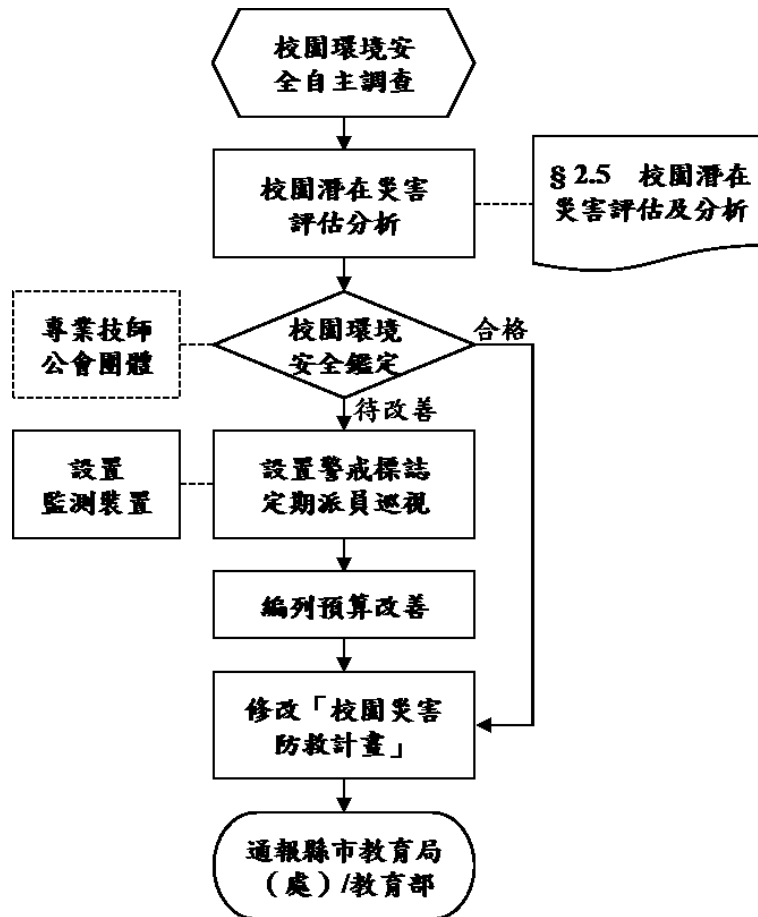 校園環境安
全自主調查
校園潛在災害
評估分析
§ 2.5 校園潛在
災害評估及分析
專業技師
公會團體
校園環境
安全鑑定
合格
待改善
設置
監測裝置
設置警戒標誌
定期派員巡視
編列預算改善
修改「校園災害
防救計畫」
通報縣市教育局
（處）/教育部